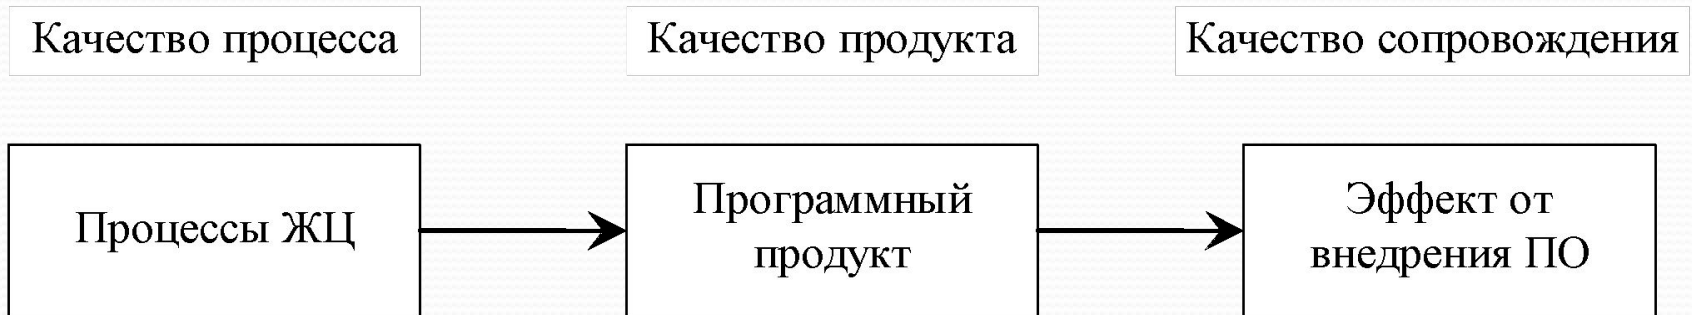 Качество процесса
Качество продукта
Качество сопровождения
Процессы ЖЦ
Программный
продукт
Эффект от
внедрения ПО